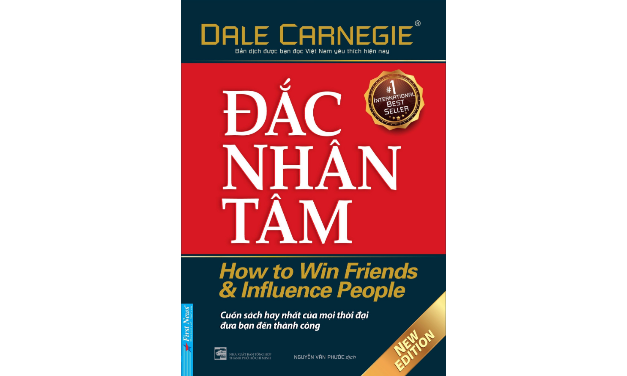 DALE CARNEGIE®
Bản dịch được bạn đọc Việt Nam yêu thích hiện nay
#1
INTERNATIONAL
BEST
SELLER
ĐẮC
NHÂN
TÂM
How to Win Friends
& Influence People
Cuốn sách hay nhất của mọi thời đại
đưa bạn đến thành công
First News
NGUYỄN VĂN PHƯỚC dịch
NEW
EDITION